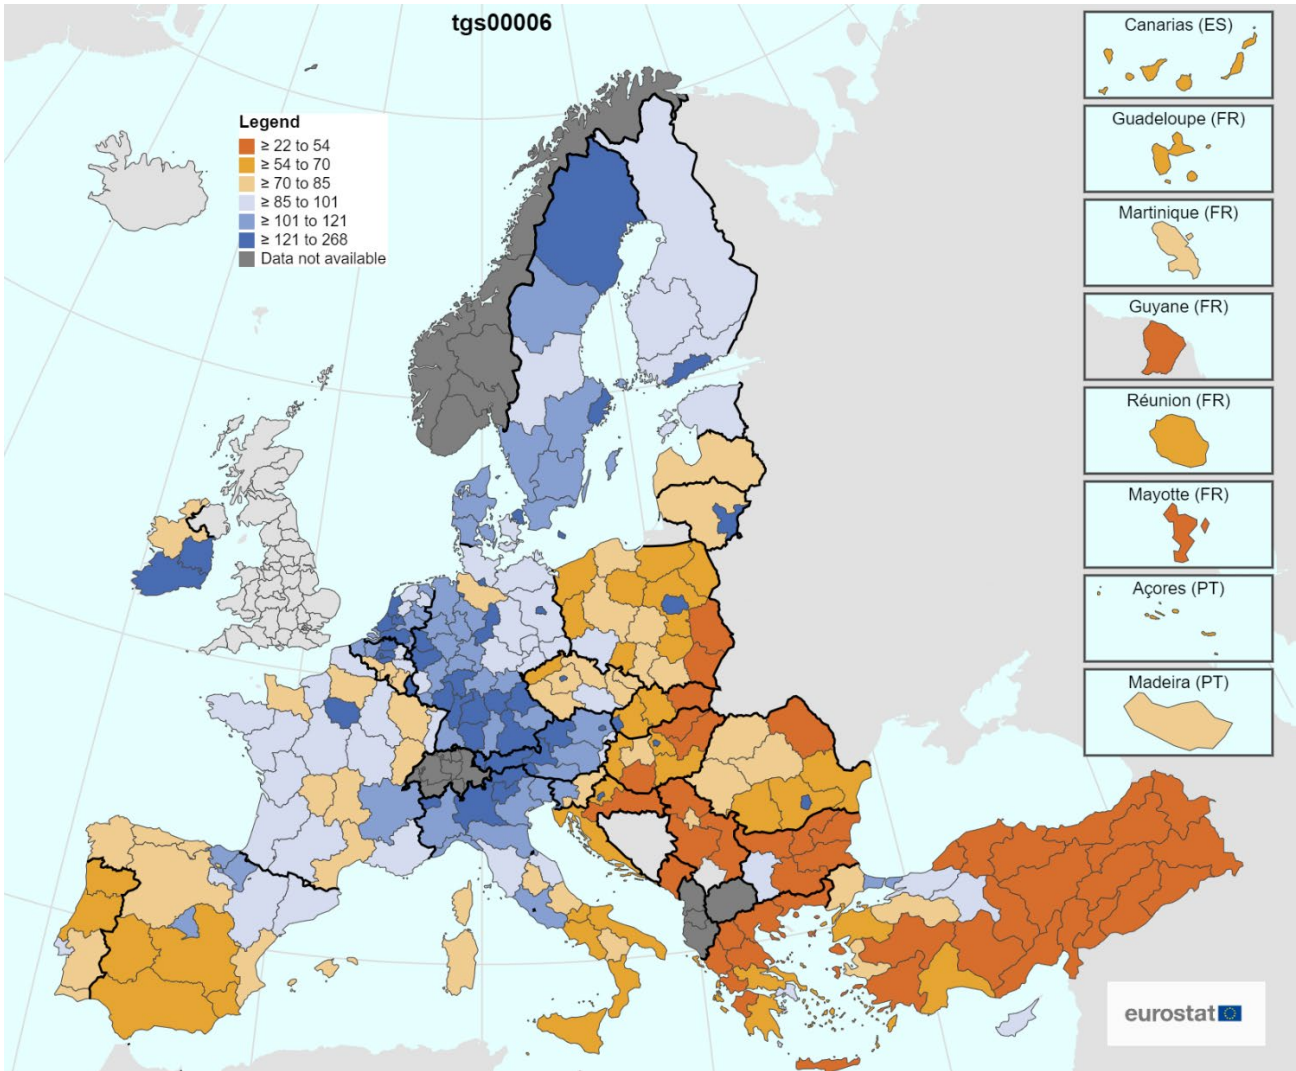 tgs00006
Legend
≥ 22 to 54
≥ 54 to 70
≥ 70 to 85
≥ 85 to 101
≥ 101 to 121
≥ 121 to 268
Data not available
Canarias (ES)
Guadeloupe (FR)
Martinique (FR)
Guyane (FR)
Réunion (FR)
Mayotte (FR)
Açores (PT)
Madeira (PT)
eurostat